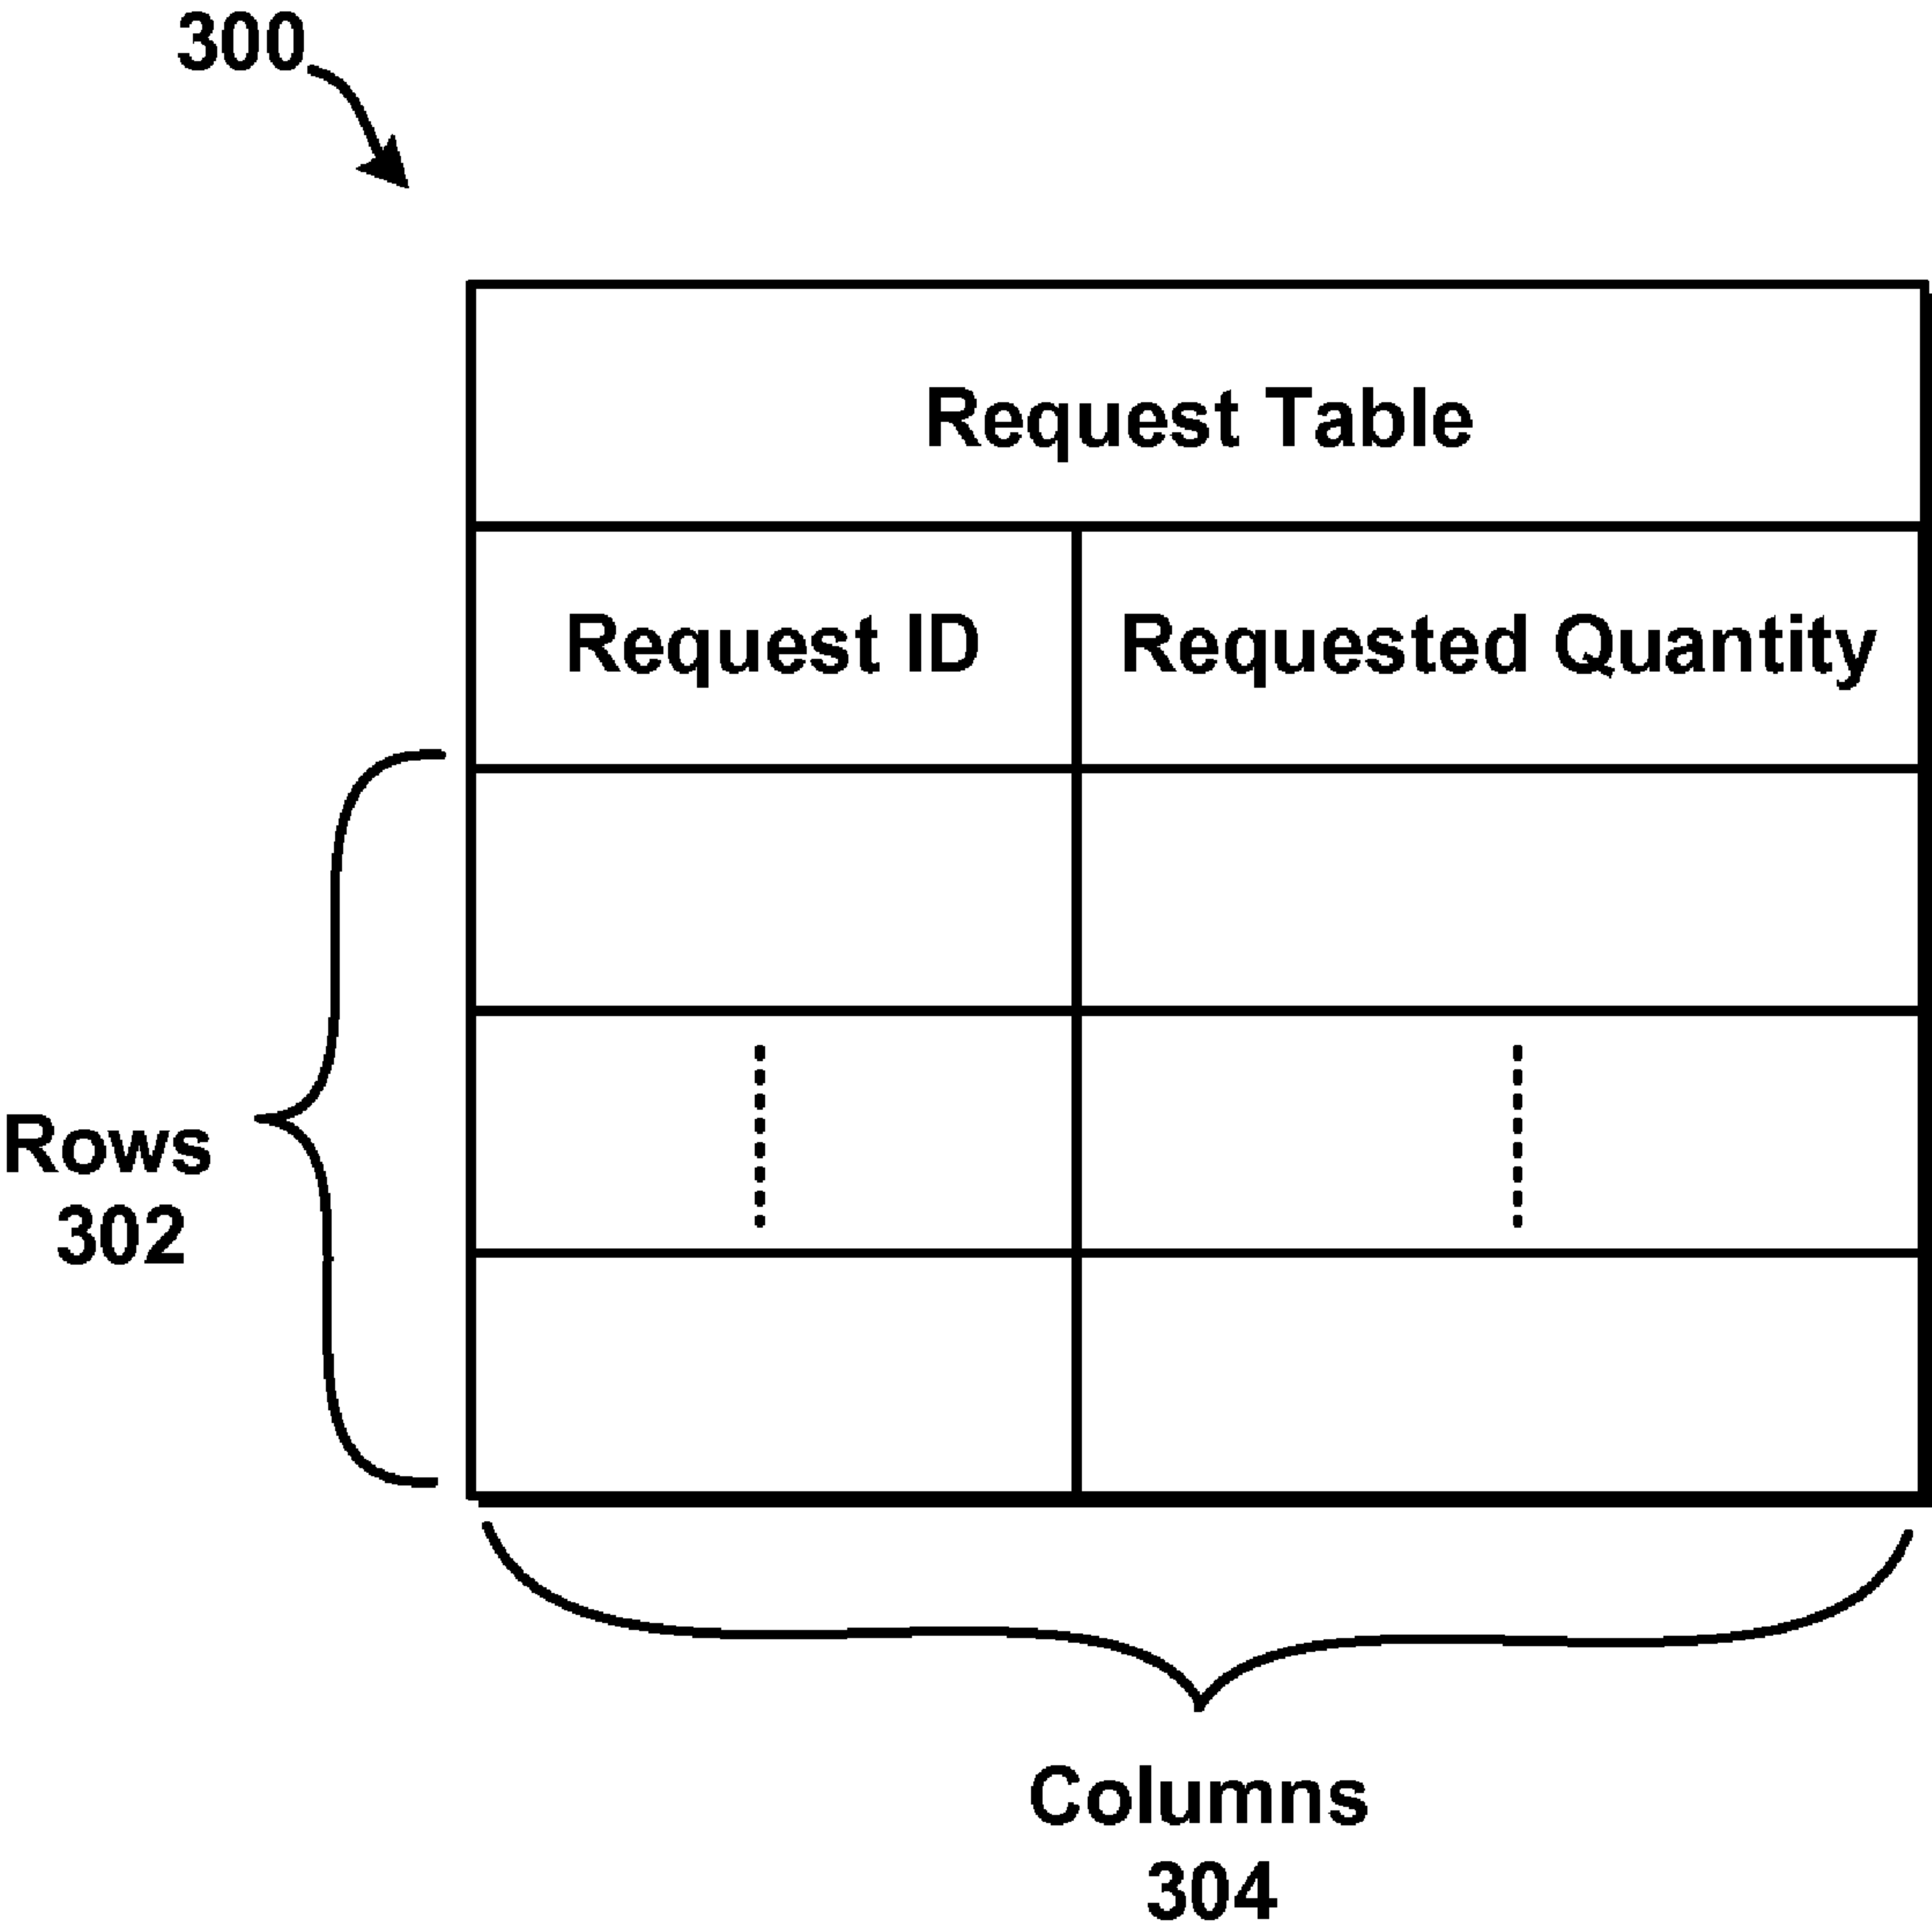 300
Request Table
Request ID
Requested Quantity
Rows
302
Columns
304